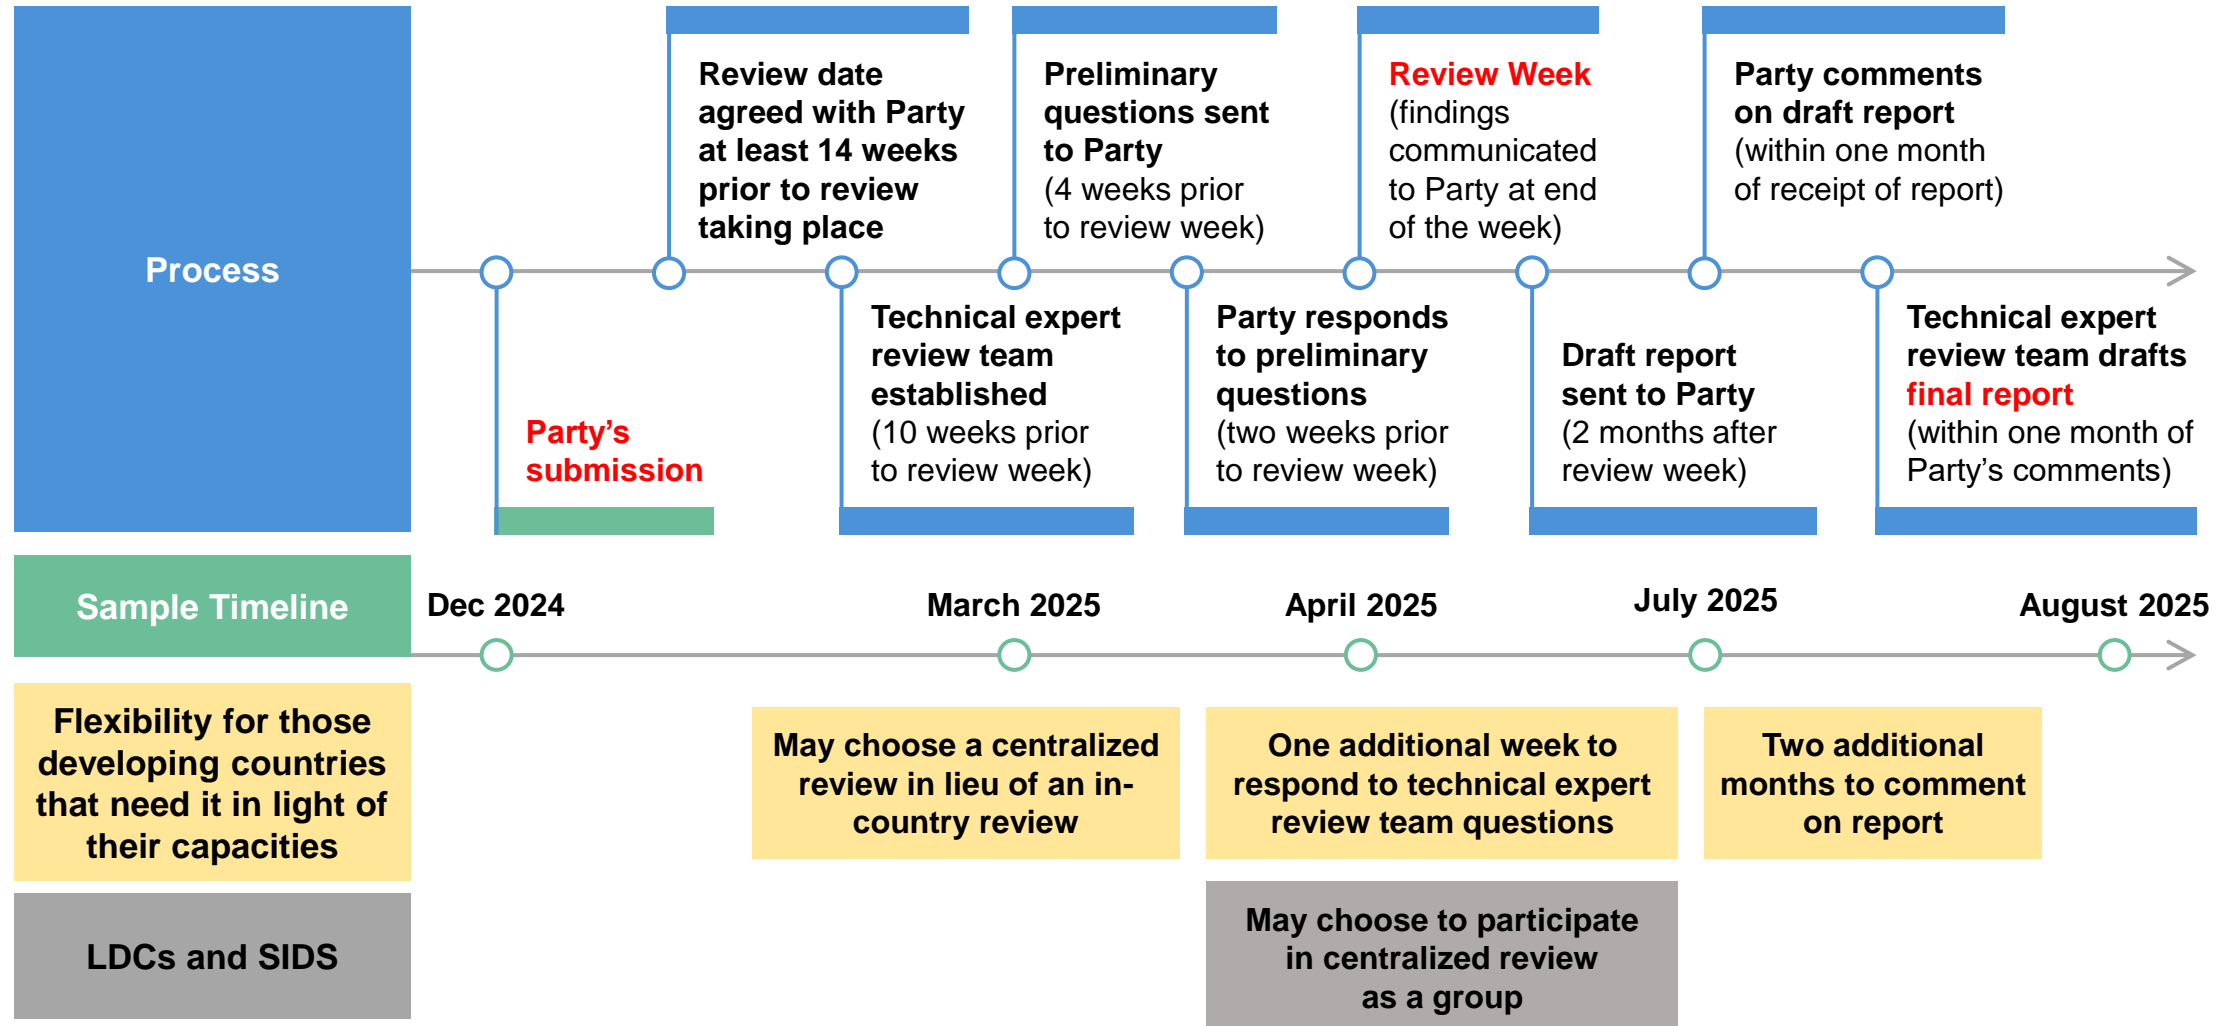 Process
Review date
agreed with Party
at least 14 weeks
prior to review
taking place
Preliminary
questions sent
to Party
(4 weeks prior
to review week)
Review Week
(findings
communicated
to Party at end
of the week)
Party comments
on draft report
(within one month
of receipt of report)
Party’s
submission
Technical expert
review team
established
(10 weeks prior
to review week)
Party responds
to preliminary
questions
(two weeks prior
to review week)
Draft report
sent to Party
(2 months after
review week)
Technical expert
review team drafts
final report
(within one month of
Party’s comments)
Sample Timeline
Dec 2024
March 2025
April 2025
July 2025
August 2025
Flexibility for those
developing countries
that need it in light of
their capacities
May choose a centralized
review in lieu of an in-
country review
One additional week to
respond to technical expert
review team questions
Two additional
months to comment
on report
LDCs and SIDS
May choose to participate
in centralized review
as a group